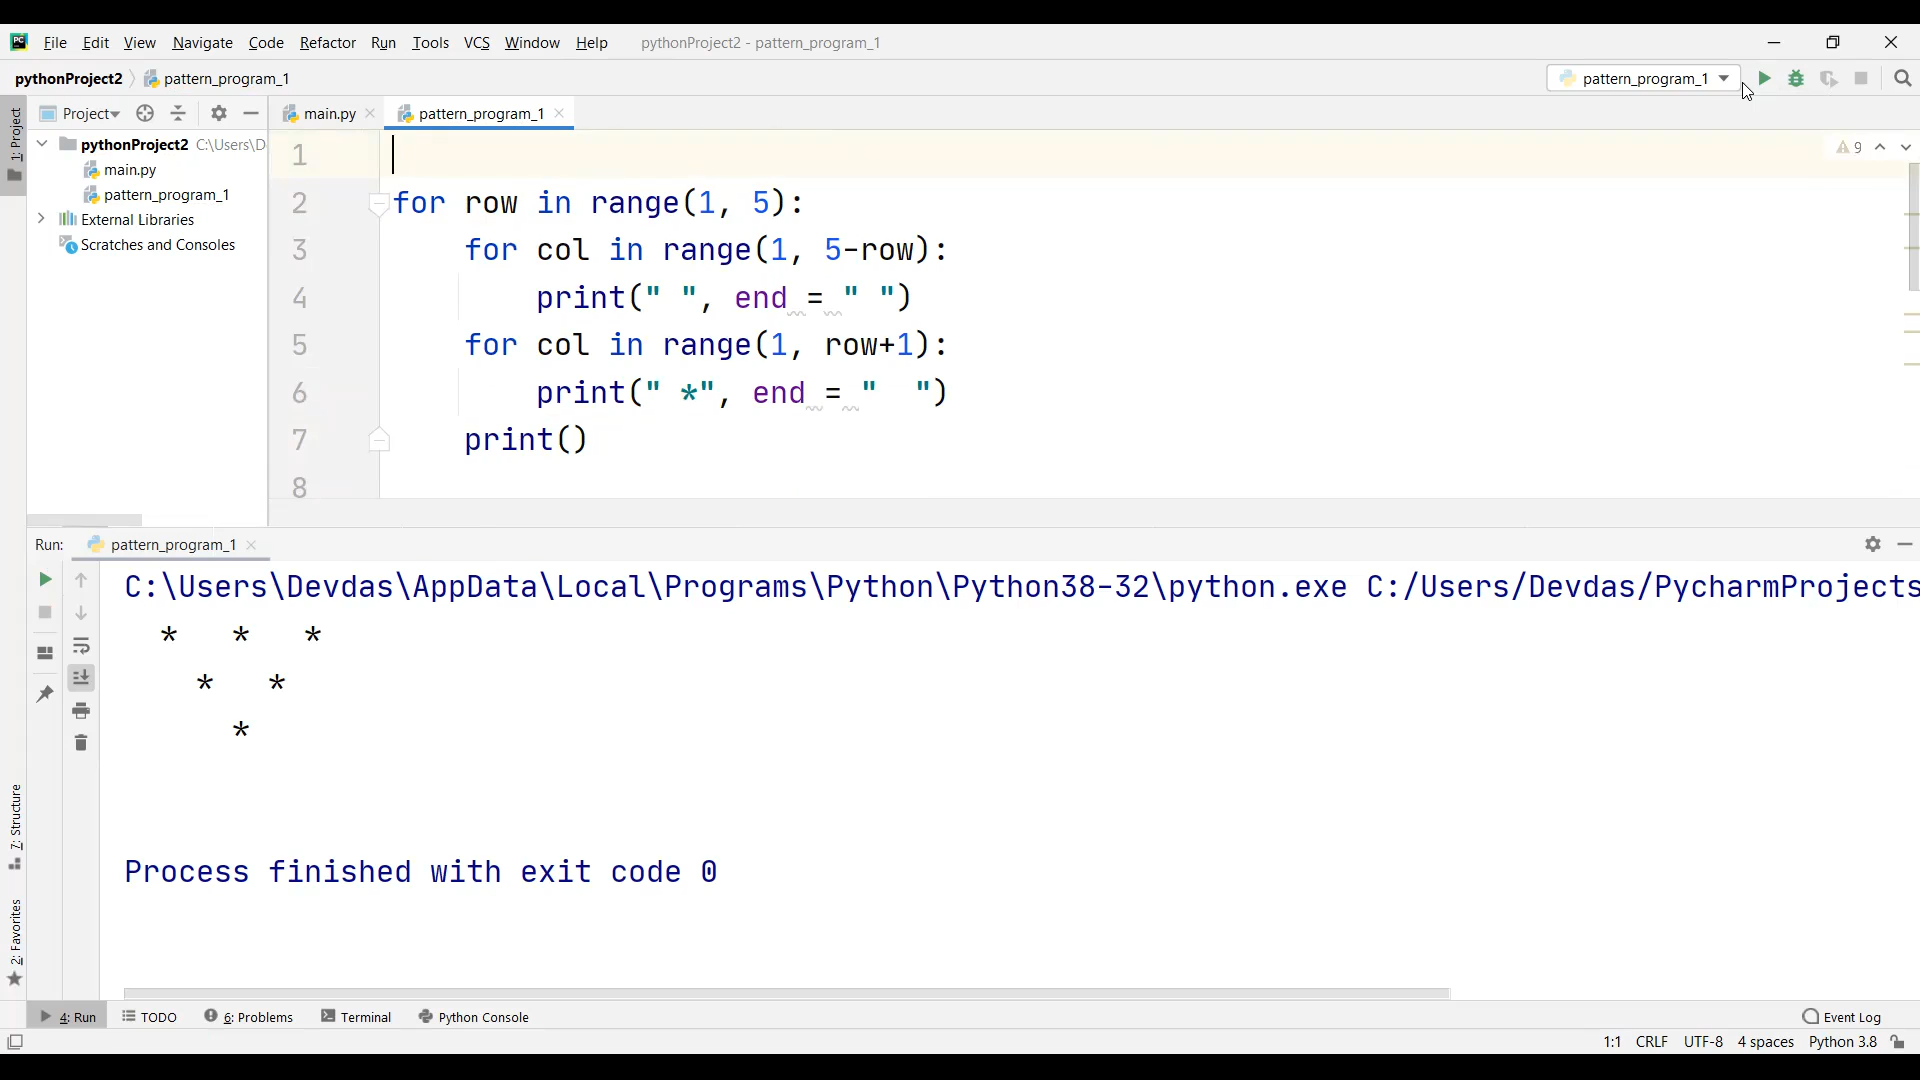 File Edit View Navigate Code Refactor Run Tools VCS Window Help pythonProject2 - pattern_program_1
pythonProject2 pattern_program_1 pattern_program_1
1: Project
Project main.py pattern_program_1
pythonProject2 C:\Users\D
main.py
pattern_program_1
External Libraries
Scratches and Consoles
9
1
2 for row in range(1, 5):
3     for col in range(1, 5-row):
4         print(" ", end = " ")
5     for col in range(1, row+1):
6         print(" *", end = "  ")
7     print()
8
Run: pattern_program_1
C:\Users\Devdas\AppData\Local\Programs\Python\Python38-32\python.exe C:/Users/Devdas/PycharmProjects
  *   *   *
    *   *
      *
Process finished with exit code 0
7: Structure
2: Favorites
4: Run TODO 6: Problems Terminal Python Console Event Log
1:1 CRLF UTF-8 4 spaces Python 3.8